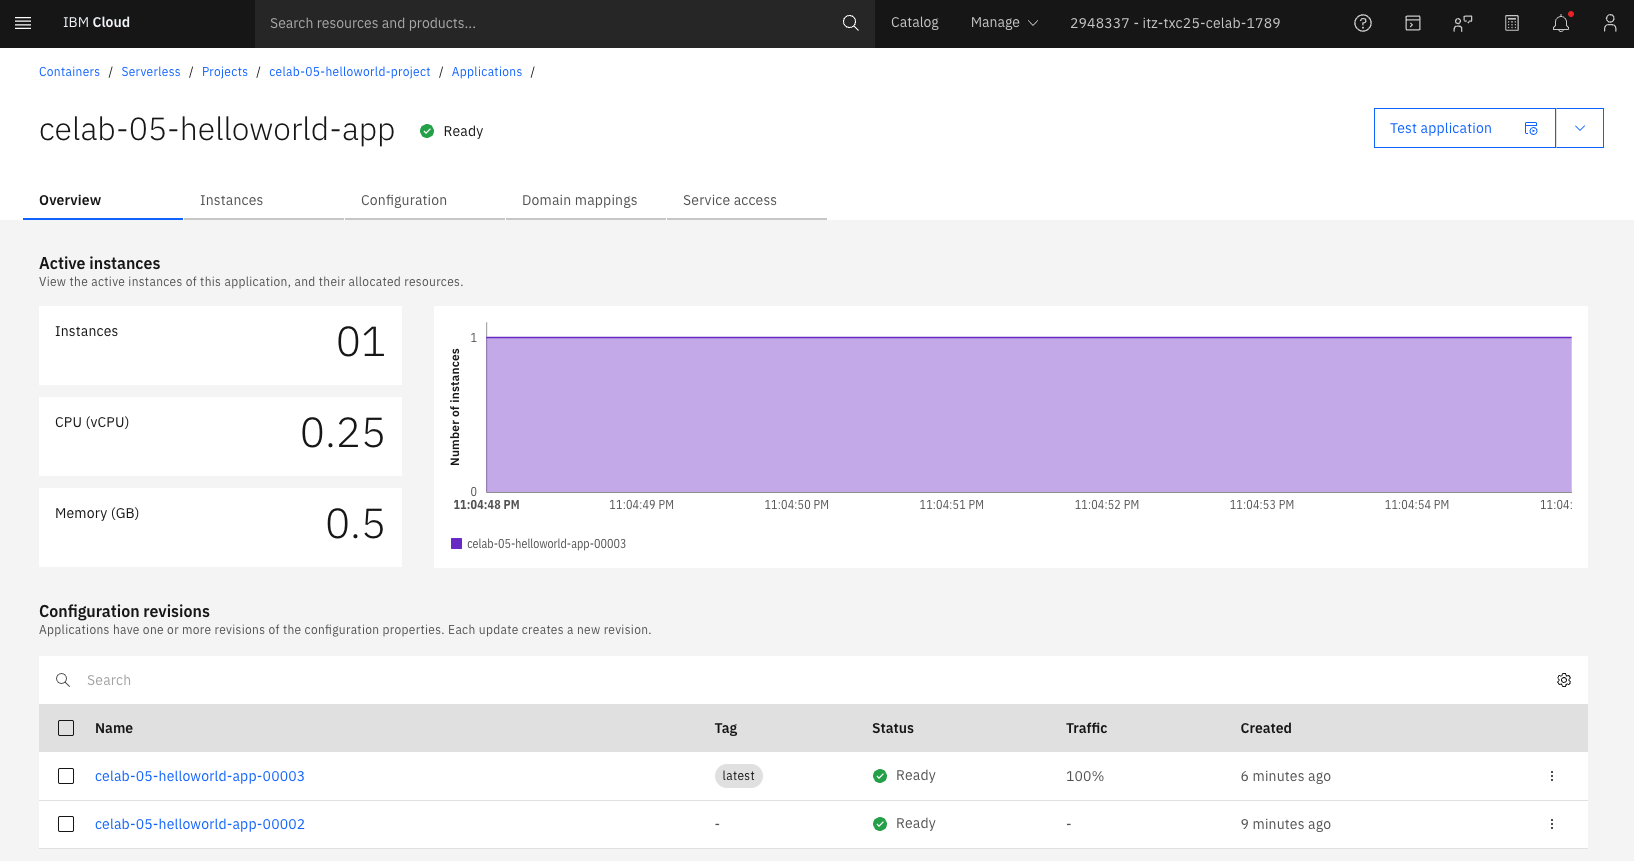 IBM Cloud
Search resources and products...
Catalog
Manage
2948337 - itz-txc25-celab-1789
Containers / Serverless / Projects / celab-05-helloworld-project / Applications /
celab-05-helloworld-app
Ready
Test application
Overview
Instances
Configuration
Domain mappings
Service access
Active instances
View the active instances of this application, and their allocated resources.
Instances
01
CPU (vCPU)
0.25
Memory (GB)
0.5
Number of instances
1
0
11:04:48 PM 11:04:49 PM 11:04:50 PM 11:04:51 PM 11:04:52 PM 11:04:53 PM 11:04:54 PM 11:04:
celab-05-helloworld-app-00003
Configuration revisions
Applications have one or more revisions of the configuration properties. Each update creates a new revision.
Search
Name Tag Status Traffic Created
celab-05-helloworld-app-00003 latest Ready 100% 6 minutes ago
celab-05-helloworld-app-00002 - Ready - 9 minutes ago